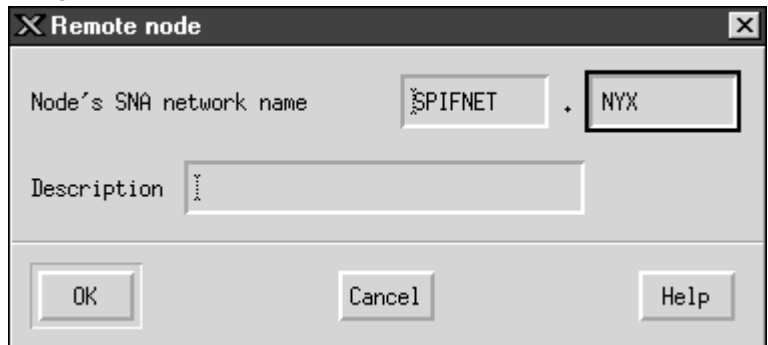 Remote node
Node's SNA network name SPIFNET . NYX
Description
OK Cancel Help